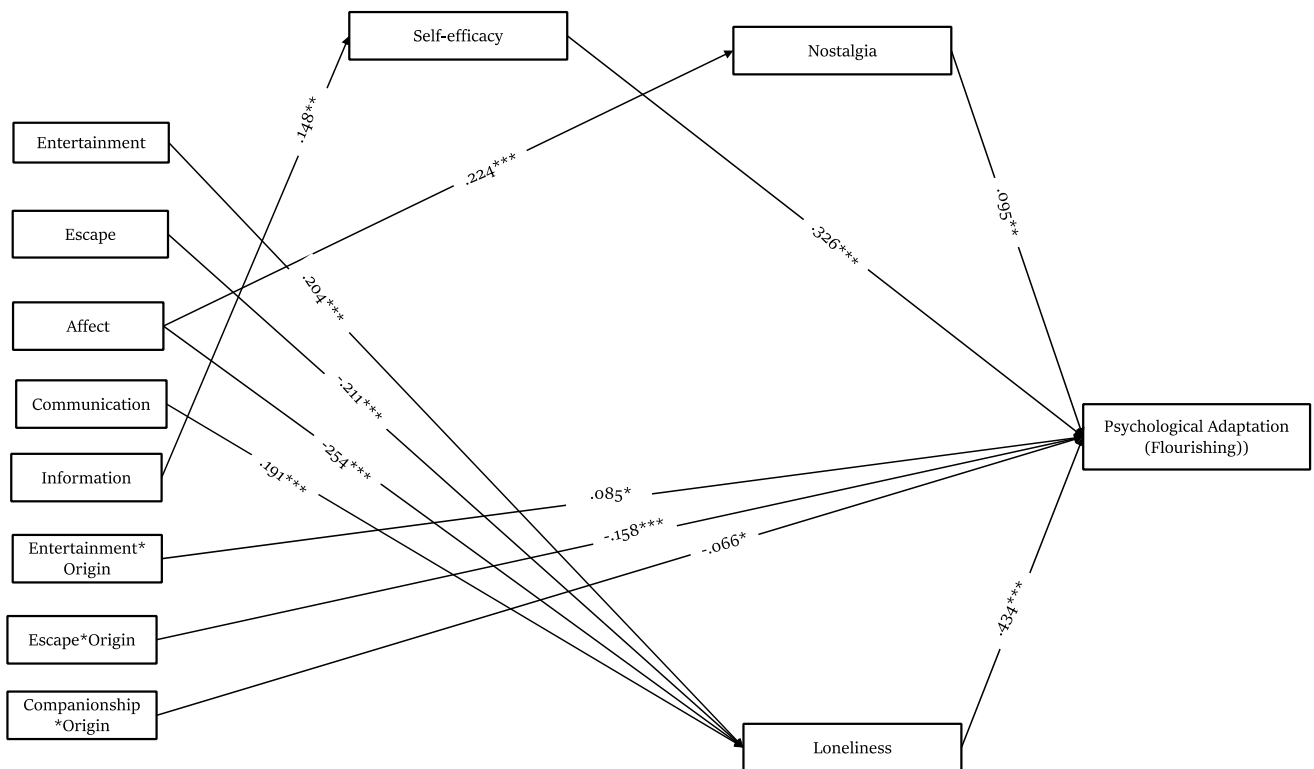 Self-efficacy
Nostalgia
.148**
Entertainment
.224***
.095**
Escape
.326***
.204***
Affect
-.211***
Communication
Psychological Adaptation
(Flourishing))
-254***
.191***
Information
.085*
-.158***
-.066*
Entertainment*
Origin
.434***
Escape*Origin
Companionship
*Origin
Loneliness